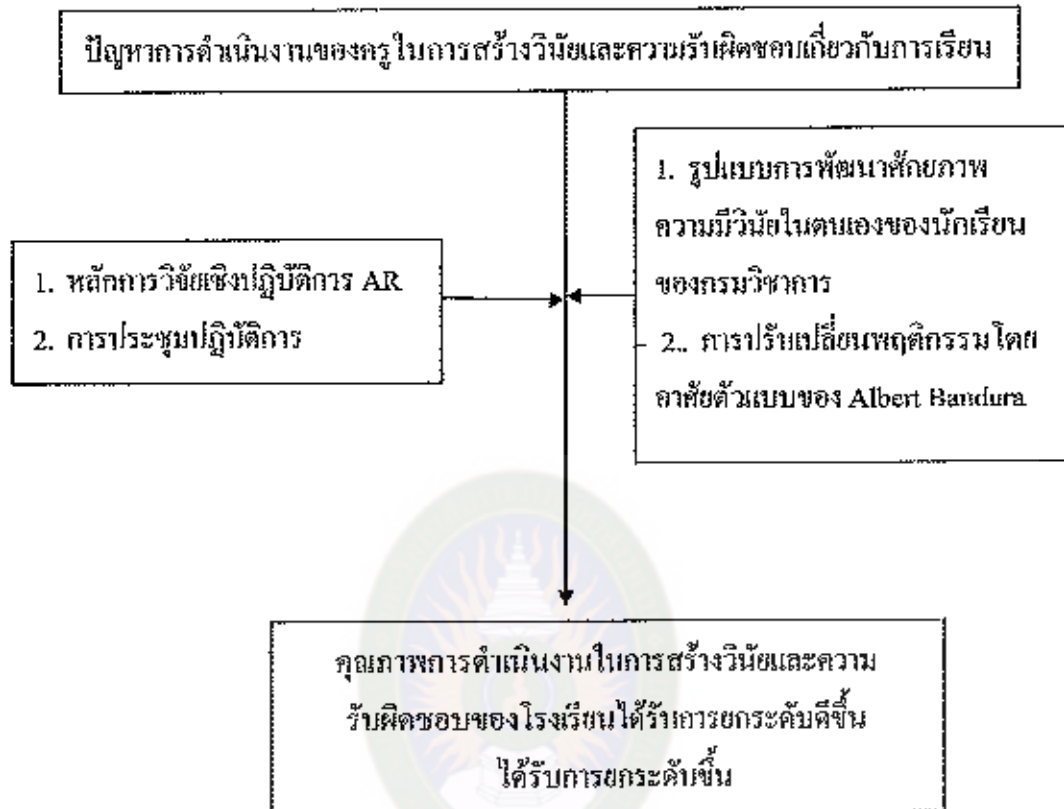 ปัญหาการดำเนินงานของครูในการสร้างวินัยและความรับผิดชอบเกี่ยวกับการเรียน
1. หลักการวิจัยเชิงปฏิบัติการ AR
2. การประชุมปฏิบัติการ
1. รูปแบบการพัฒนาศักยภาพ
ความมีวินัยในตนเองของนักเรียน
ของกรมวิชาการ
2.. การปรับเปลี่ยนพฤติกรรมโดย
อาศัยตัวแบบของ Albert Bandura
คุณภาพการดำเนินงานในการสร้างวินัยและความ
รับผิดชอบของโรงเรียนได้รับการยกระดับดีขึ้น
ได้รับการยกระดับขึ้น